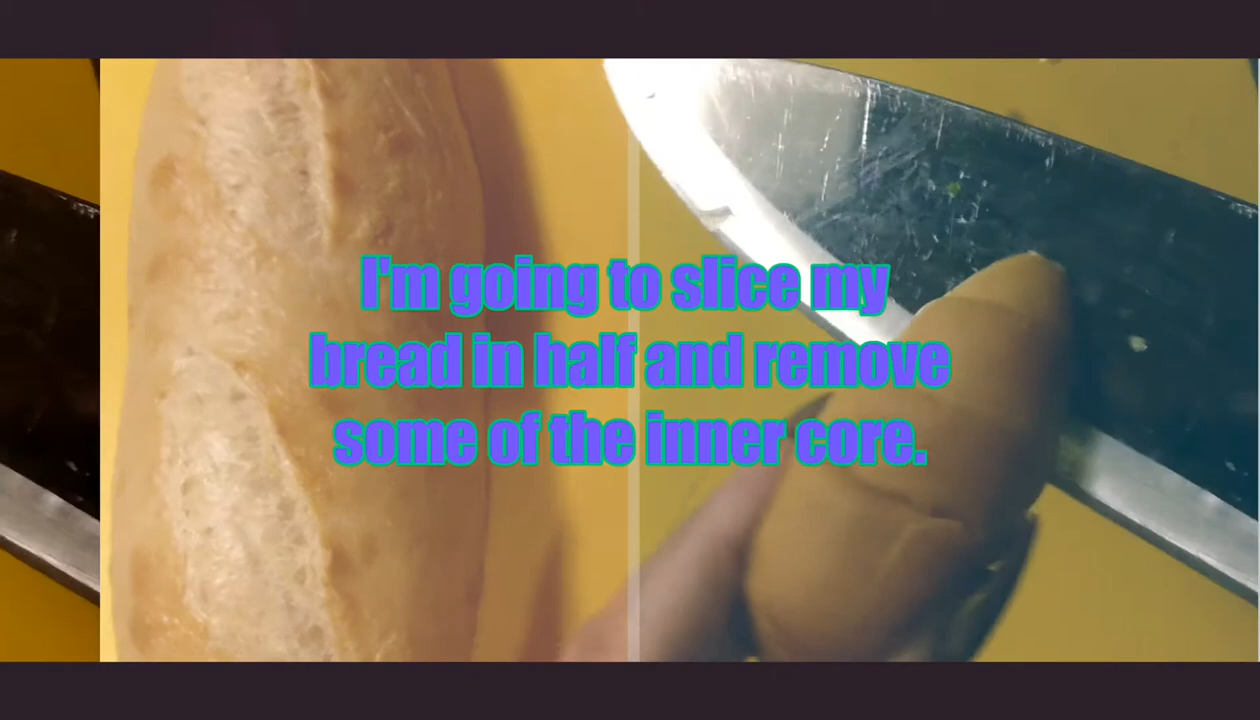 I'm going to slice my
bread in half and remove
some of the inner core.